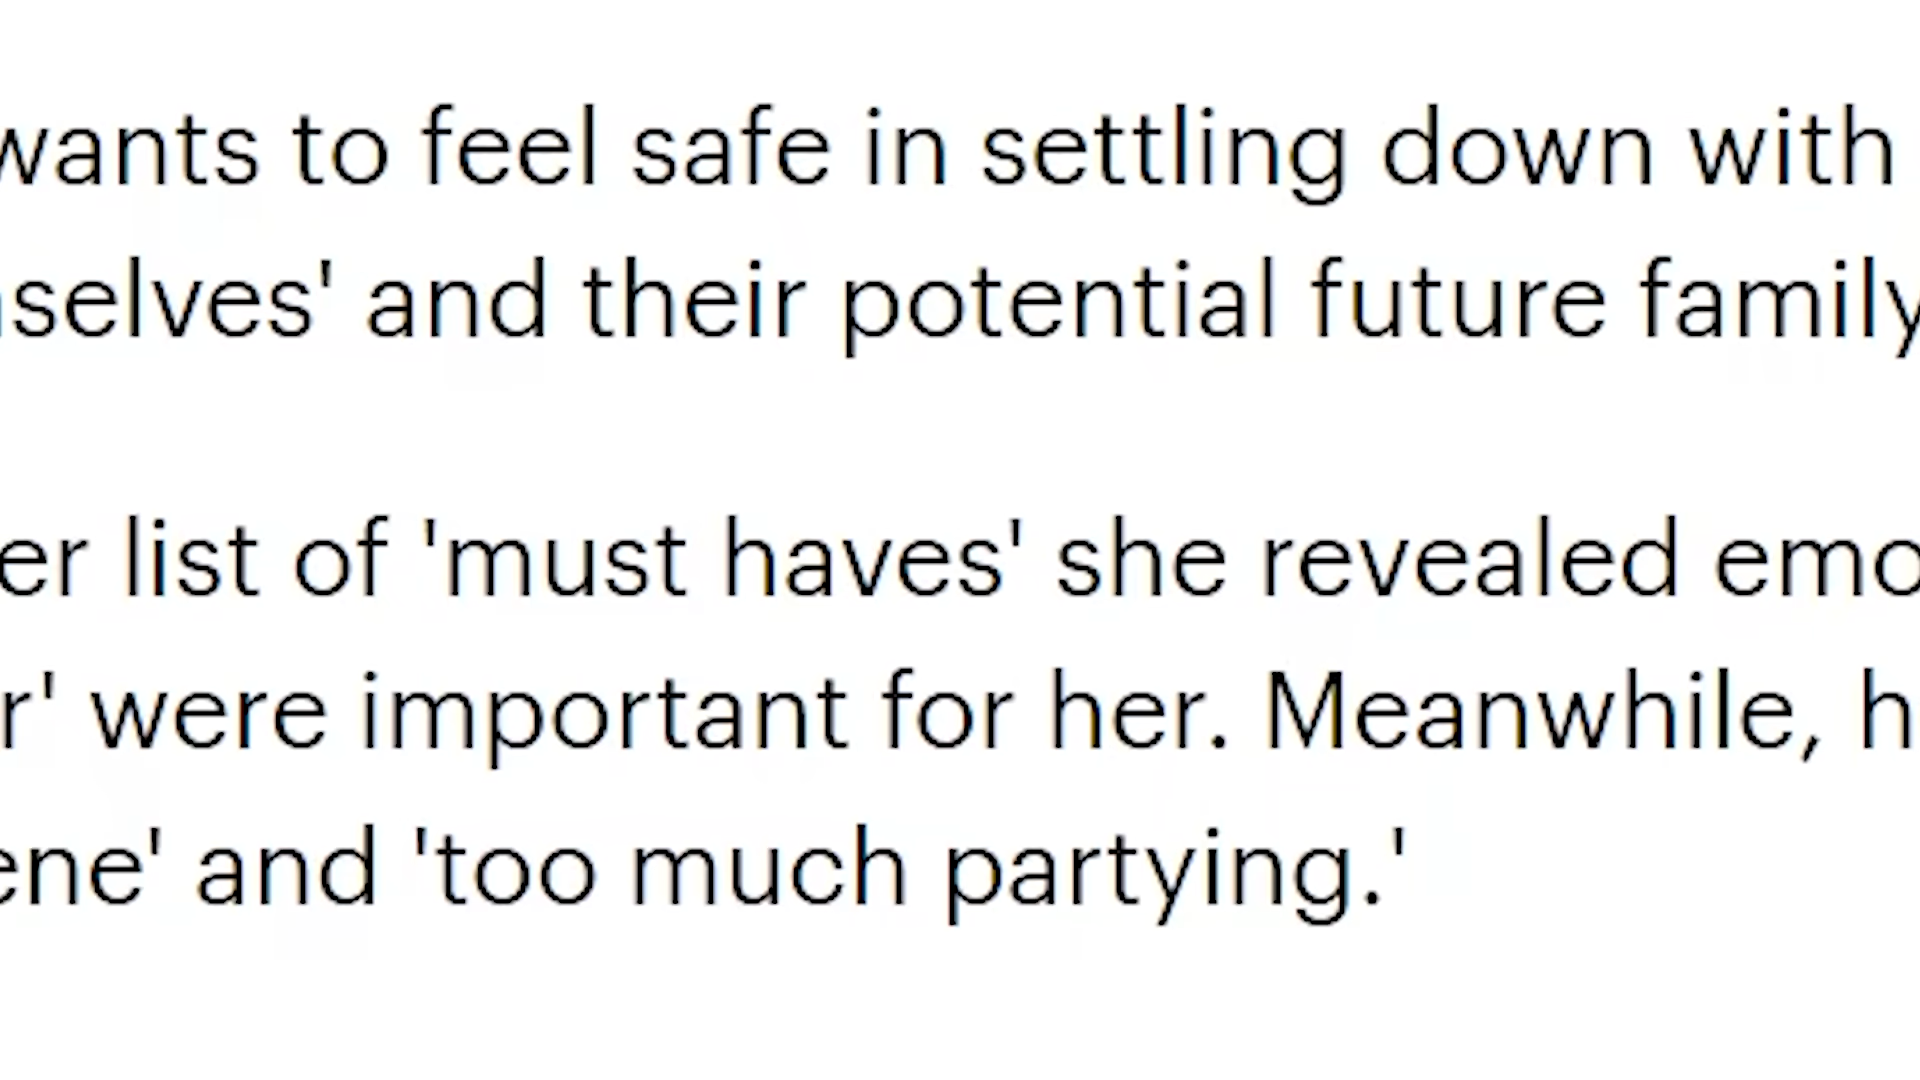 wants to feel safe in settling down with
selves' and their potential future family
er list of 'must haves' she revealed emo
r' were important for her. Meanwhile, h
ene' and 'too much partying.'